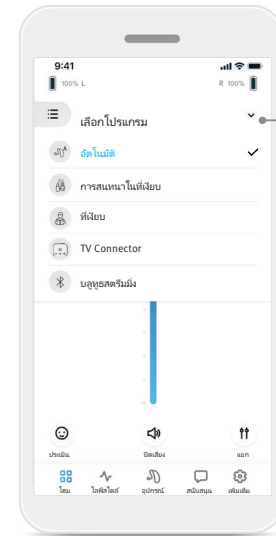 9:41
100% L R 100%
เลือกโปรแกรม
อัตโนมัติ
การสนทนาในที่เงียบ
ที่เงียบ
TV Connector
บลูทูธสตรีมมิ่ง
ประเมิน ปิดเสียง แยก
โฮม ไลฟ์สไตล์ อุปกรณ์ สนับสนุน เพิ่มเติม